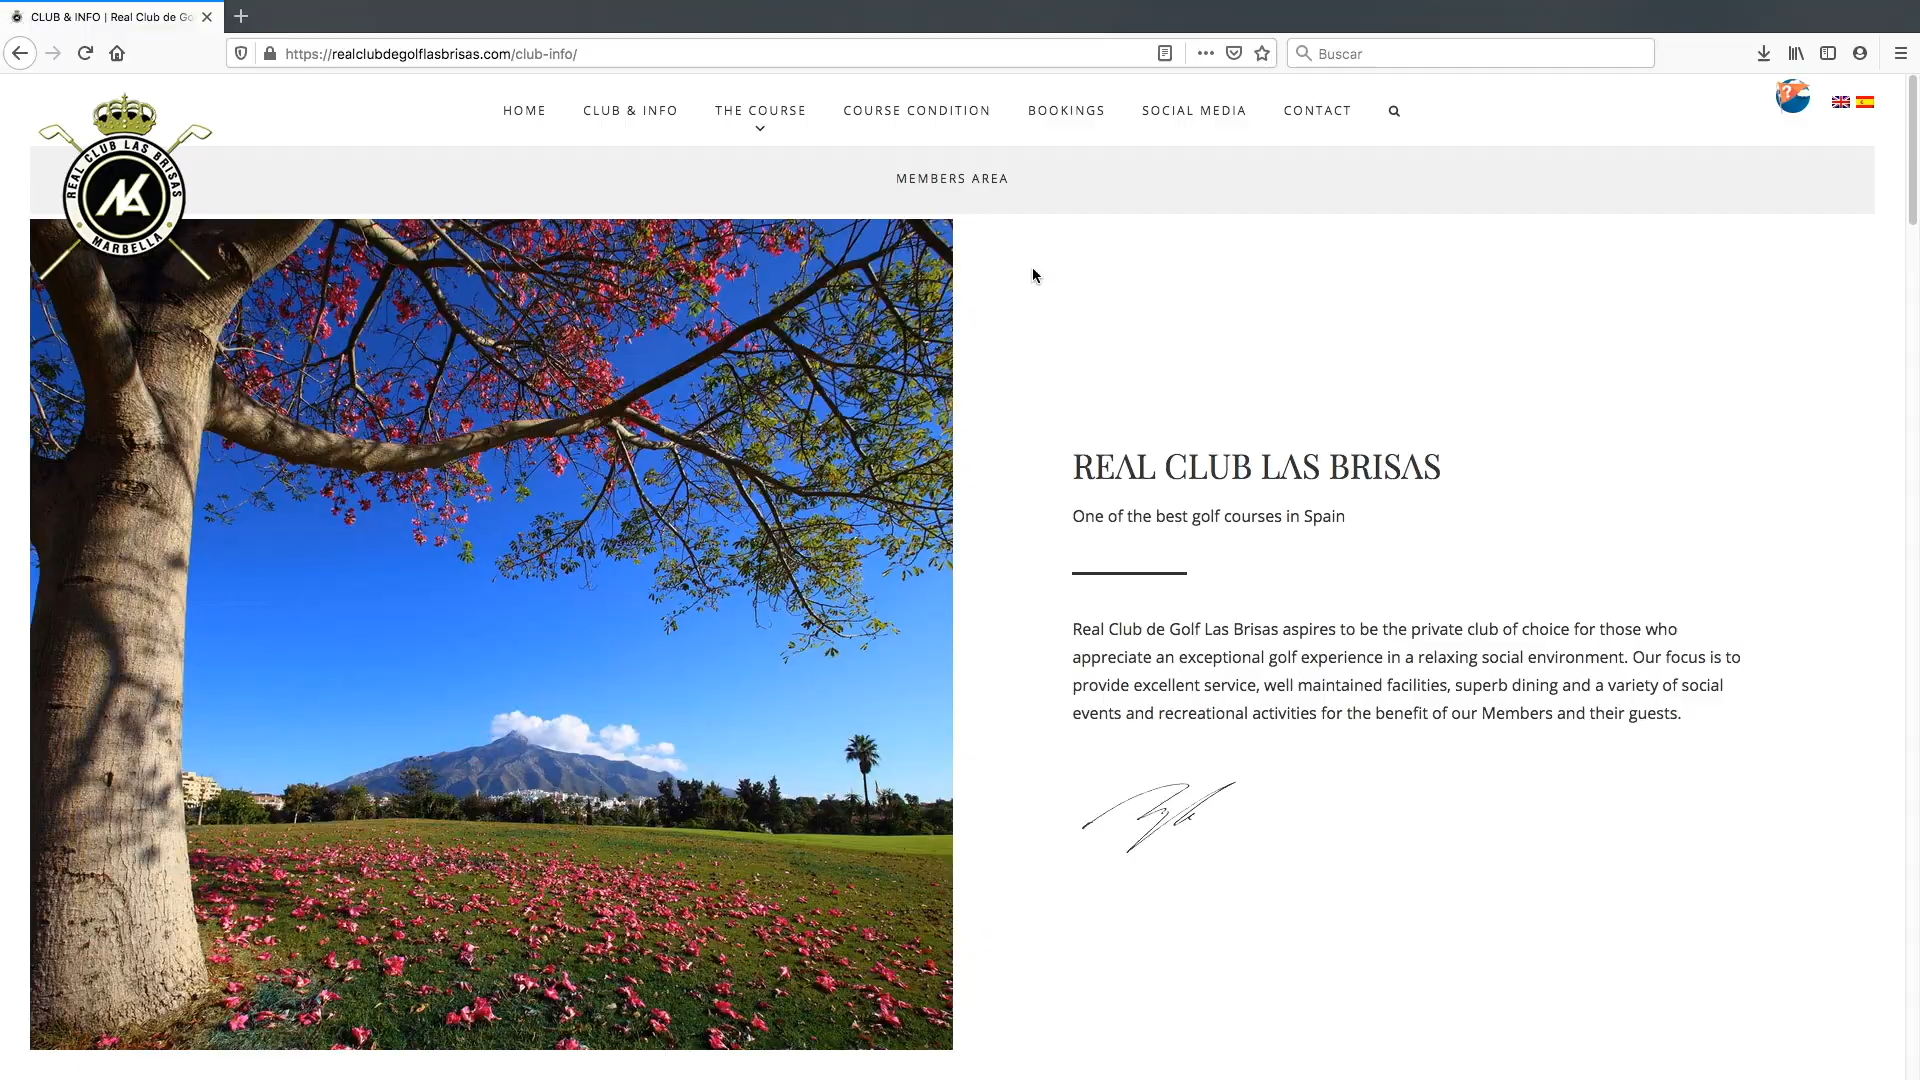 CLUB & INFO | Real Club de Go
https://realclubdegolflasbrisas.com/club-info/
Buscar
HOME
CLUB & INFO
THE COURSE
COURSE CONDITION
BOOKINGS
SOCIAL MEDIA
CONTACT
MEMBERS AREA
REAL CLUB LAS BRISAS
MARBELLA
REAL CLUB LAS BRISAS
One of the best golf courses in Spain
Real Club de Golf Las Brisas aspires to be the private club of choice for those who
appreciate an exceptional golf experience in a relaxing social environment. Our focus is to
provide excellent service, well maintained facilities, superb dining and a variety of social
events and recreational activities for the benefit of our Members and their guests.